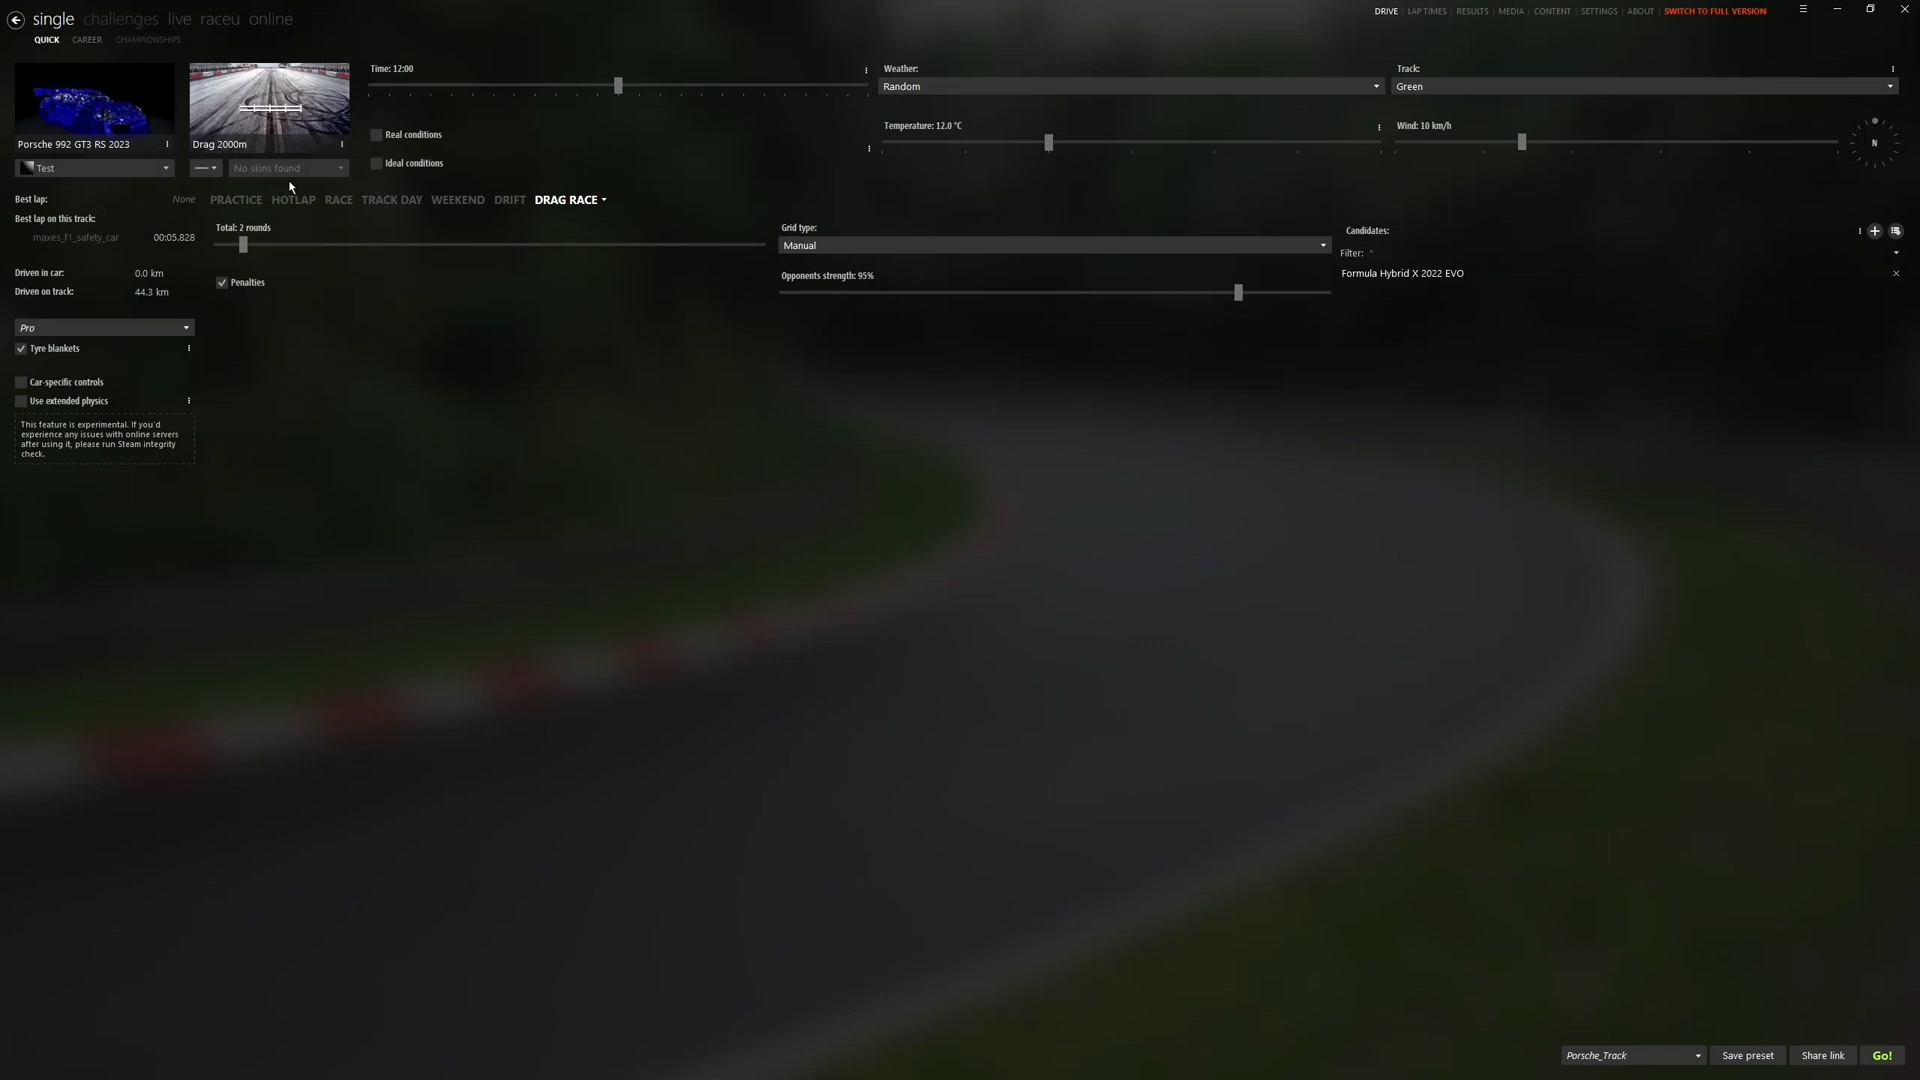 single challenges live raceu online
DRIVE | LAP TIMES | RESULTS | MEDIA | CONTENT | SETTINGS | ABOUT | SWITCH TO FULL VERSION
QUICK CAREER CHAMPIONSHIPS
Porsche 992 GT3 RS 2023
Drag 2000m
Test
No skins found
Time: 12:00
Real conditions
Ideal conditions
Weather:
Random
Temperature: 12.0 °C
Track:
Green
Wind: 10 km/h
N
Best lap: None
Best lap on this track:
maxes_f1_safety_car 00:05.828
Driven in car: 0.0 km
Driven on track: 44.3 km
Pro
Tyre blankets
Car-specific controls
Use extended physics
This feature is experimental. If you'd
experience any issues with online servers
after using it, please run Steam integrity
check.
PRACTICE HOTLAP RACE TRACK DAY WEEKEND DRIFT DRAG RACE
Total: 2 rounds
Penalties
Grid type:
Manual
Opponents strength: 95%
Candidates:
Filter: *
Formula Hybrid X 2022 EVO
Porsche_Track
Save preset
Share link
Go!